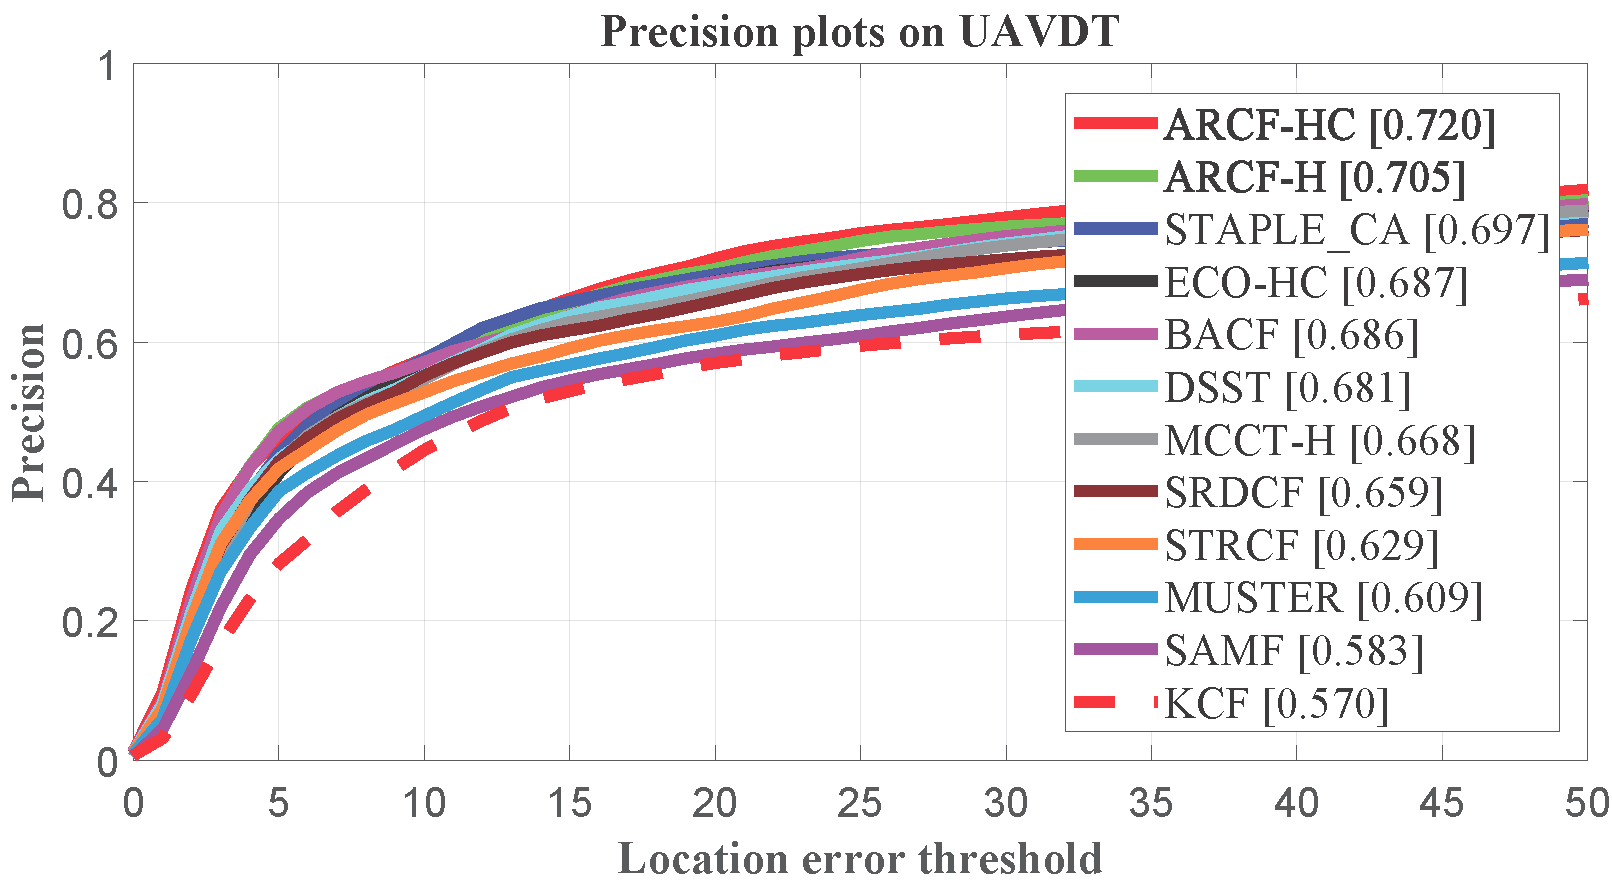 Precision plots on UAVDT
1
0.8
0.6
0.4
0.2
0
Precision
ARCF-HC [0.720]
ARCF-H [0.705]
STAPLE_CA [0.697]
ECO-HC [0.687]
BACF [0.686]
DSST [0.681]
MCCT-H [0.668]
SRDCF [0.659]
STRCF [0.629]
MUSTER [0.609]
SAMF [0.583]
KCF [0.570]
0 5 10 15 20 25 30 35 40 45 50
Location error threshold